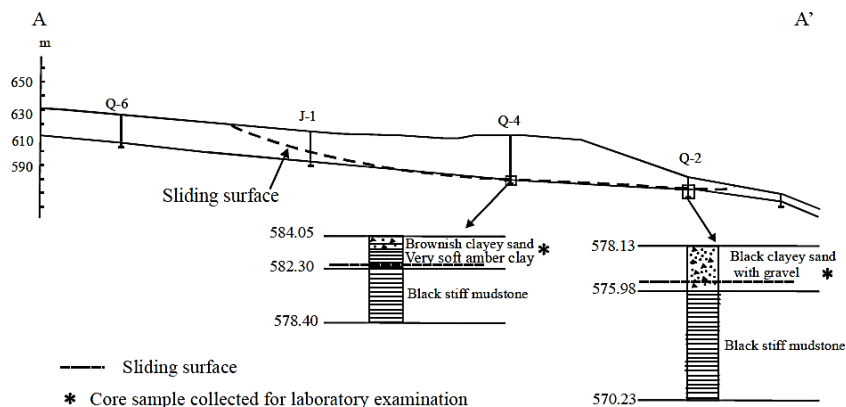 A
A’
m
650
630
610
590
Q-6
J-1
Q-4
Q-2
Sliding surface
584.05
582.30
578.40
Brownish clayey sand
Very soft amber clay
*
Black stiff mudstone
578.13
575.98
570.23
Black clayey sand
with gravel
*
Black stiff mudstone
Sliding surface
* Core sample collected for laboratory examination